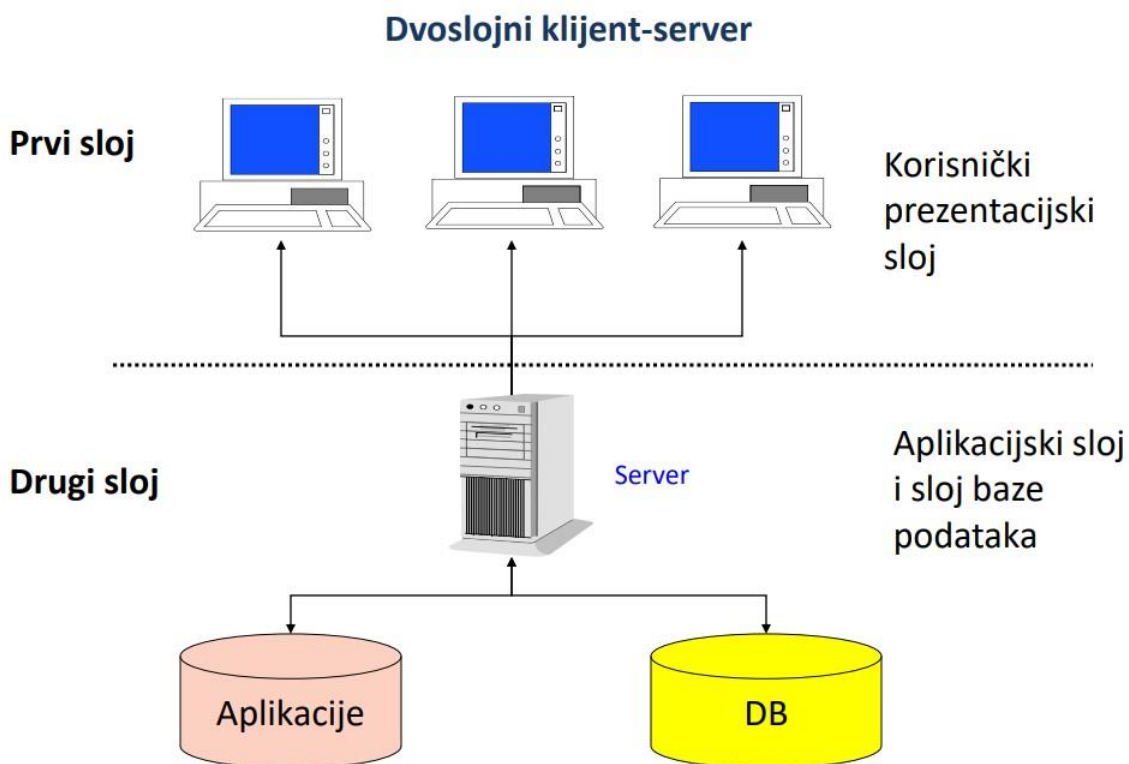 Dvoslojni klijent-server
Prvi sloj
Korisnički
prezentacijski
sloj
Drugi sloj
Server
Aplikacijski sloj
i sloj baze
podataka
Aplikacije
DB